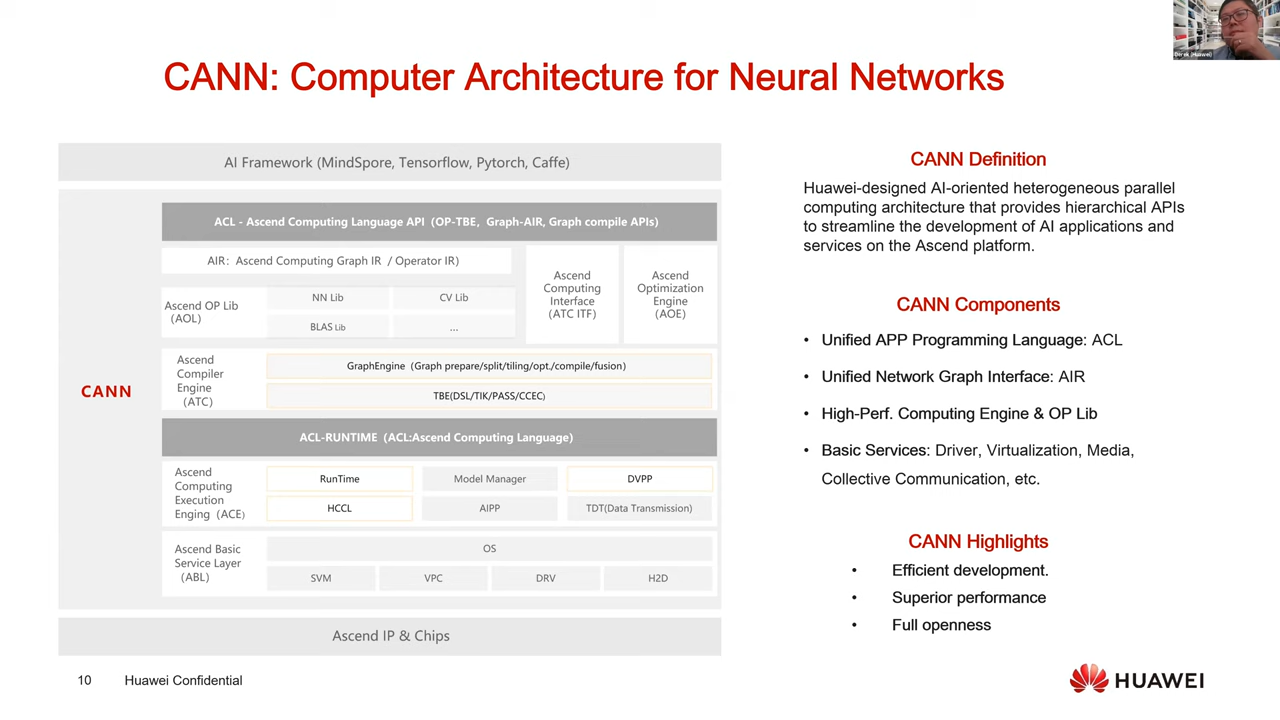 Derek (Huawei)
CANN: Computer Architecture for Neural Networks
AI Framework (MindSpore, Tensorflow, Pytorch, Caffe)
CANN
ACL - Ascend Computing Language API (OP-TBE, Graph-AIR, Graph compile APIs)
AIR: Ascend Computing Graph IR / Operator IR)
Ascend OP Lib
(AOL)
NN Lib
CV Lib
BLAS Lib
...
Ascend
Computing
Interface
(ATC ITF)
Ascend
Optimization
Engine
(AOE)
Ascend
Compiler
Engine
(ATC)
GraphEngine (Graph prepare/split/tiling/opt./compile/fusion)
TBE(DSL/TIK/PASS/CCEC)
ACL-RUNTIME (ACL:Ascend Computing Language)
Ascend
Computing
Execution
Enging (ACE)
RunTime
Model Manager
DVPP
HCCL
AIPP
TDT(Data Transmission)
Ascend Basic
Service Layer
(ABL)
OS
SVM
VPC
DRV
H2D
Ascend IP & Chips
CANN Definition
Huawei-designed AI-oriented heterogeneous parallel
computing architecture that provides hierarchical APIs
to streamline the development of AI applications and
services on the Ascend platform.
CANN Components
• Unified APP Programming Language: ACL
• Unified Network Graph Interface: AIR
• High-Perf. Computing Engine & OP Lib
• Basic Services: Driver, Virtualization, Media,
Collective Communication, etc.
CANN Highlights
• Efficient development.
• Superior performance
• Full openness
10
Huawei Confidential
HUAWEI